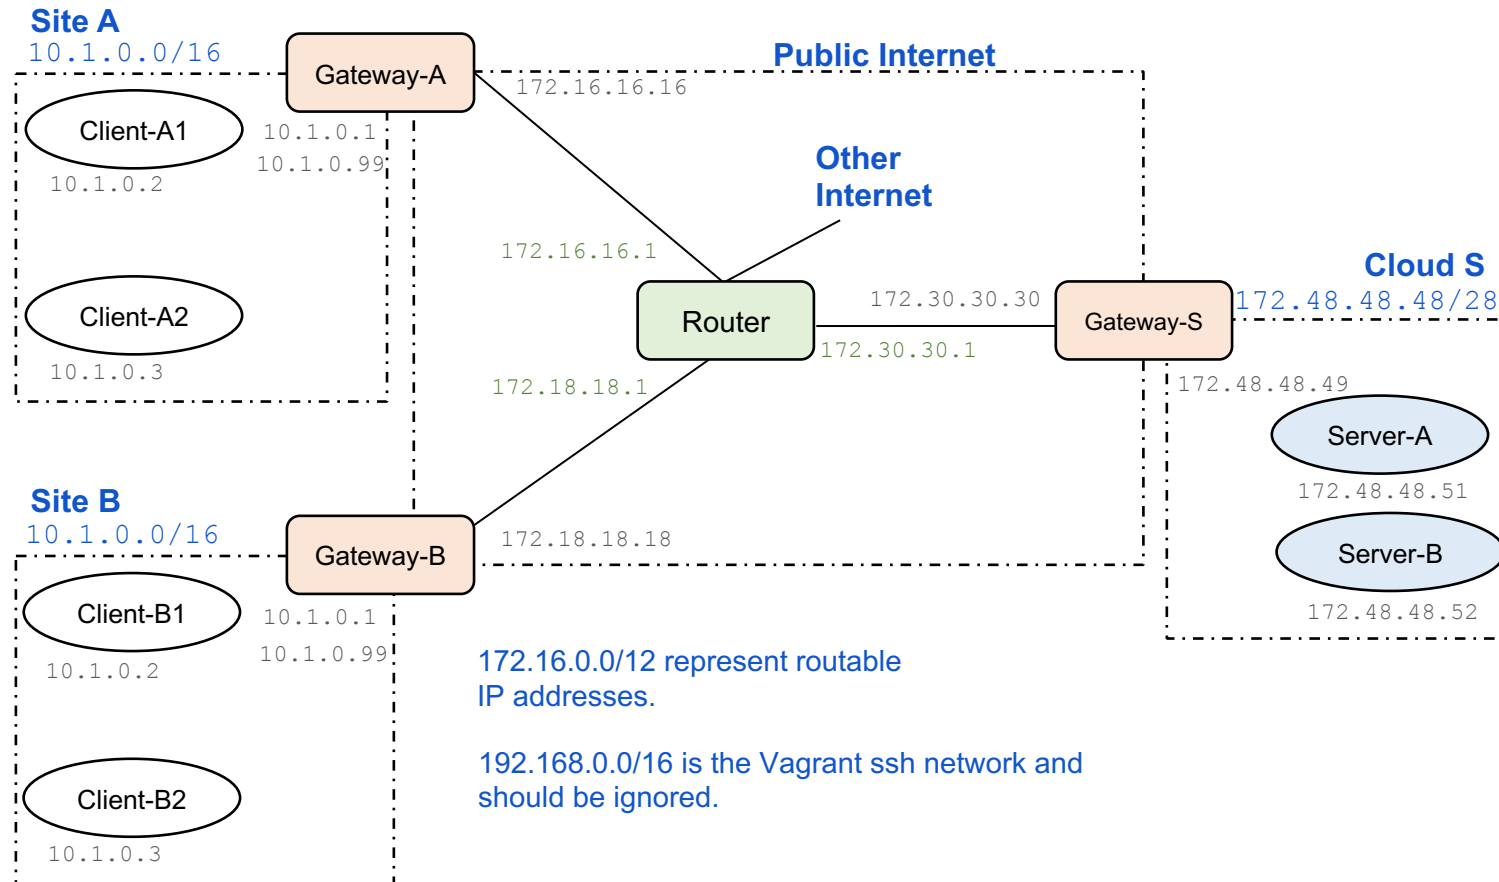 Site A
10.1.0.0/16
Gateway-A
Public Internet
172.16.16.16
Client-A1
10.1.0.1
10.1.0.99
10.1.0.2
Other
Internet
172.16.16.1
Client-A2
10.1.0.3
Router
172.30.30.30
172.30.30.1
Gateway-S
Cloud S
172.48.48.48/28
172.48.48.49
172.18.18.1
Server-A
172.48.48.51
Server-B
172.48.48.52
Site B
10.1.0.0/16
Gateway-B
172.18.18.18
Client-B1
10.1.0.1
10.1.0.99
10.1.0.2
172.16.0.0/12 represent routable
IP addresses.
192.168.0.0/16 is the Vagrant ssh network and
should be ignored.
Client-B2
10.1.0.3